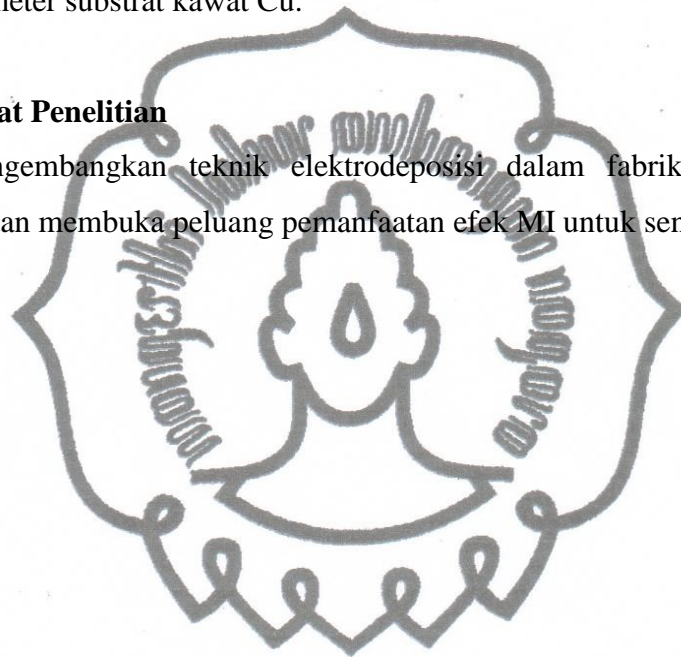 meter substrat kawat Cu.
at Penelitian
ngembangkan teknik elektrodeposisi dalam fabrik
an membuka peluang pemanfaatan efek MI untuk sen